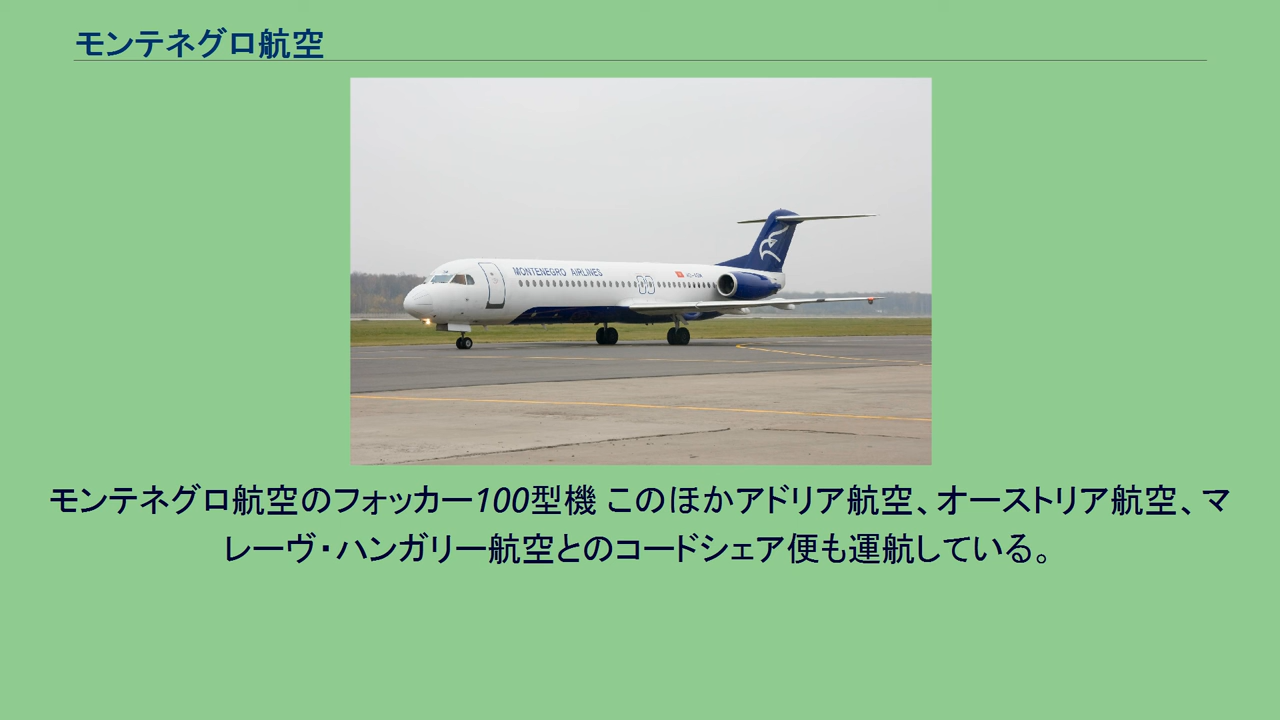 モンテネグロ航空
MONTENEGRO AIRLINES
モンテネグロ航空のフォッカー100型機 このほかアドリア航空、オーストリア航空、マ
レーヴ・ハンガリー航空とのコードシェア便も運航している。